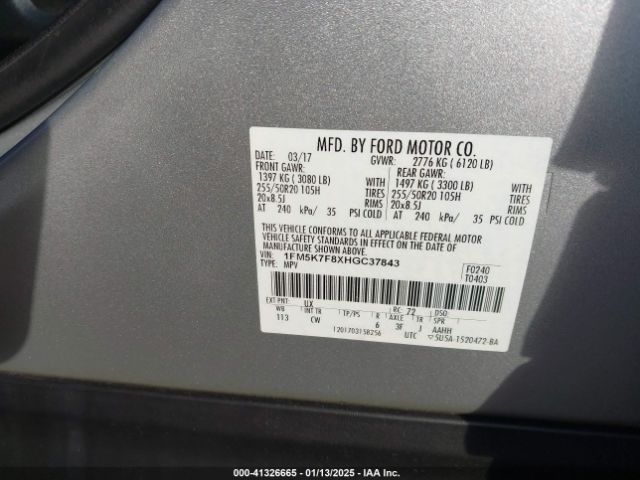 MFD. BY FORD MOTOR CO.
DATE: 03/17 GVWR: 2776 KG ( 6120 LB)
FRONT GAWR: REAR GAWR:
1397 KG ( 3080 LB) WITH 1497 KG ( 3300 LB) WITH
255/50R20 105H TIRES 255/50R20 105H TIRES
20x8.5J RIMS 20x8.5J RIMS
AT 240 kPa/ 35 PSI COLD AT 240 kPa/ 35 PSI COLD
THIS VEHICLE CONFORMS TO ALL APPLICABLE FEDERAL MOTOR
VEHICLE SAFETY STANDARDS IN EFFECT ON THE DATE OF
MANUFACTURE SHOWN ABOVE.
VIN: 1FM5K7F8XHGC37843
TYPE: MPV
F0240
T0403
EXT PNT: UX RC: 72 DSO:
WB INT TR TP/PS R AXLE TR SPR
113 CW 6 3F J AAHH
UTC
1201703158256
5U5A-1520472-BA
000-41326665 - 01/13/2025 - IAA Inc.